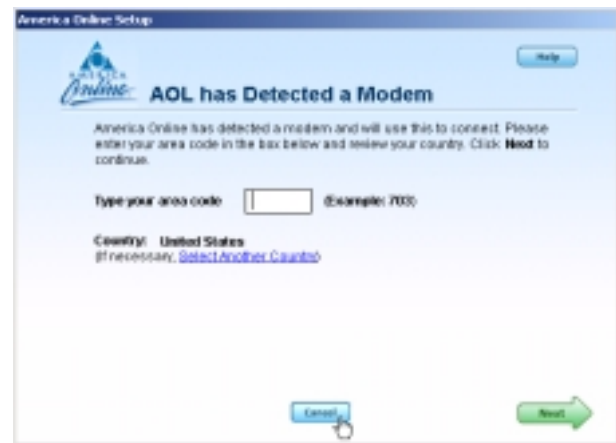 America Online Setup
Help
AMERICA
Online
AOL has Detected a Modem
America Online has detected a modem and will use this to connect. Please
enter your area code in the box below and review your country. Click Next to
continue.
Type your area code (Example: 703)
Country: United States
(If necessary, Select Another Country)
Cancel
Next